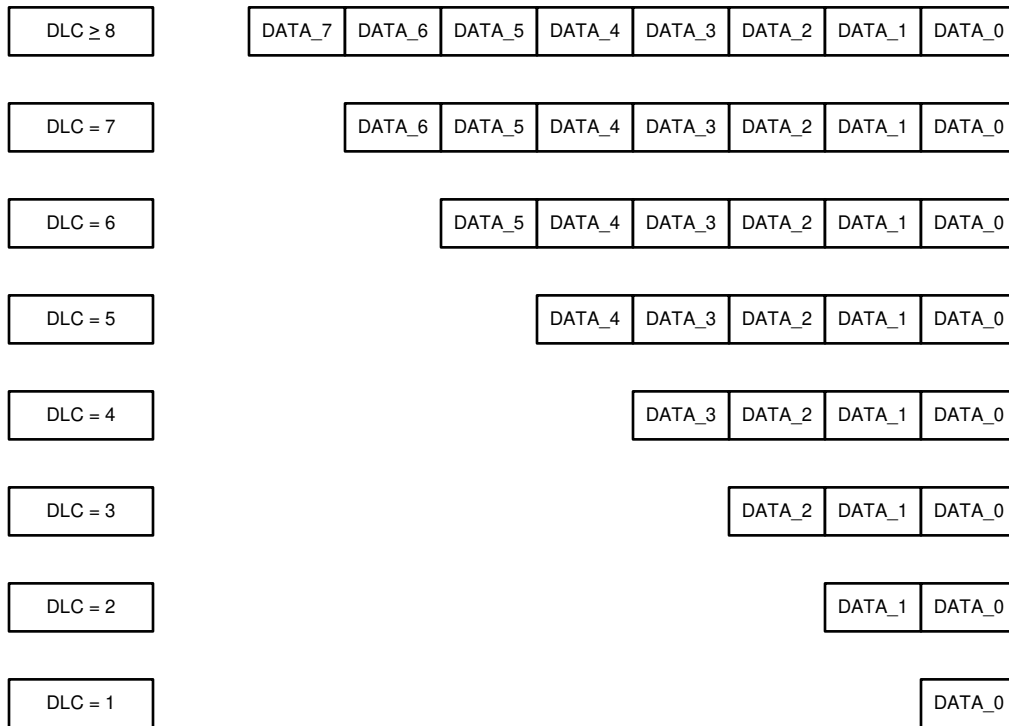 DLC ≥ 8 DATA_7 DATA_6 DATA_5 DATA_4 DATA_3 DATA_2 DATA_1 DATA_0
DLC = 7 DATA_6 DATA_5 DATA_4 DATA_3 DATA_2 DATA_1 DATA_0
DLC = 6 DATA_5 DATA_4 DATA_3 DATA_2 DATA_1 DATA_0
DLC = 5 DATA_4 DATA_3 DATA_2 DATA_1 DATA_0
DLC = 4 DATA_3 DATA_2 DATA_1 DATA_0
DLC = 3 DATA_2 DATA_1 DATA_0
DLC = 2 DATA_1 DATA_0
DLC = 1 DATA_0